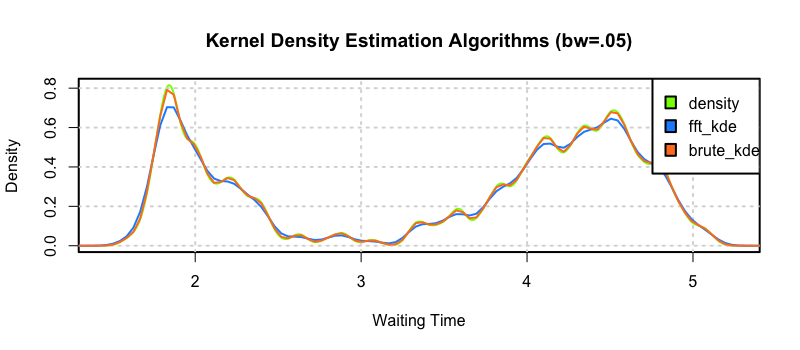 Kernel Density Estimation Algorithms (bw=.05)
Density
0.8
0.6
0.4
0.2
0.0
density
fft_kde
brute_kde
2
3
4
5
Waiting Time